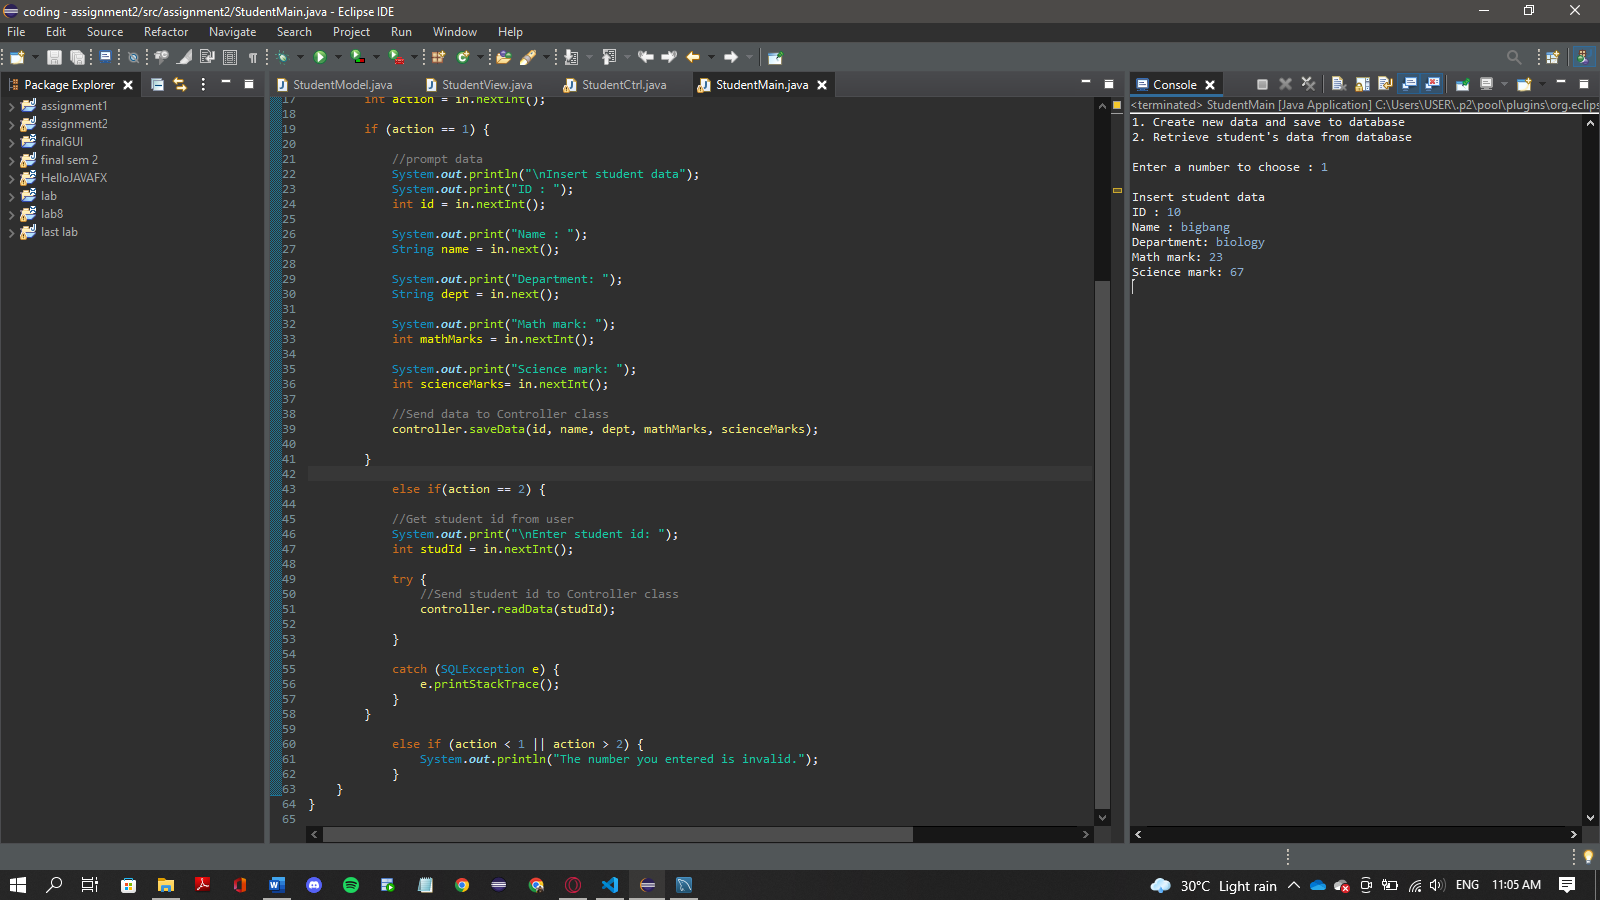 coding - assignment2/src/assignment2/StudentMain.java - Eclipse IDE
File Edit Source Refactor Navigate Search Project Run Window Help
Package Explorer
assignment1
assignment2
finalGUI
final sem 2
HelloJAVAFX
lab
lab8
last lab
StudentModel.java StudentView.java StudentCtrl.java StudentMain.java
17 int action = in.nextInt();
18
19 if (action == 1) {
20
21 //prompt data
22 System.out.println("\nInsert student data");
23 System.out.print("ID : ");
24 int id = in.nextInt();
25
26 System.out.print("Name : ");
27 String name = in.next();
28
29 System.out.print("Department: ");
30 String dept = in.next();
31
32 System.out.print("Math mark: ");
33 int mathMarks = in.nextInt();
34
35 System.out.print("Science mark: ");
36 int scienceMarks= in.nextInt();
37
38 //Send data to Controller class
39 controller.saveData(id, name, dept, mathMarks, scienceMarks);
40
41 }
42
43 else if(action == 2) {
44
45 //Get student id from user
46 System.out.print("\nEnter student id: ");
47 int studId = in.nextInt();
48
49 try {
50 //Send student id to Controller class
51 controller.readData(studId);
52
53 }
54
55 catch (SQLException e) {
56 e.printStackTrace();
57 }
58 }
59
60 else if (action < 1 || action > 2) {
61 System.out.println("The number you entered is invalid.");
62 }
63 }
64 }
65
Console
<terminated> StudentMain [Java Application] C:\Users\USER\.p2\pool\plugins\org.eclips
1. Create new data and save to database
2. Retrieve student's data from database
Enter a number to choose : 1
Insert student data
ID : 10
Name : bigbang
Department: biology
Math mark: 23
Science mark: 67
30°C Light rain ENG 11:05 AM